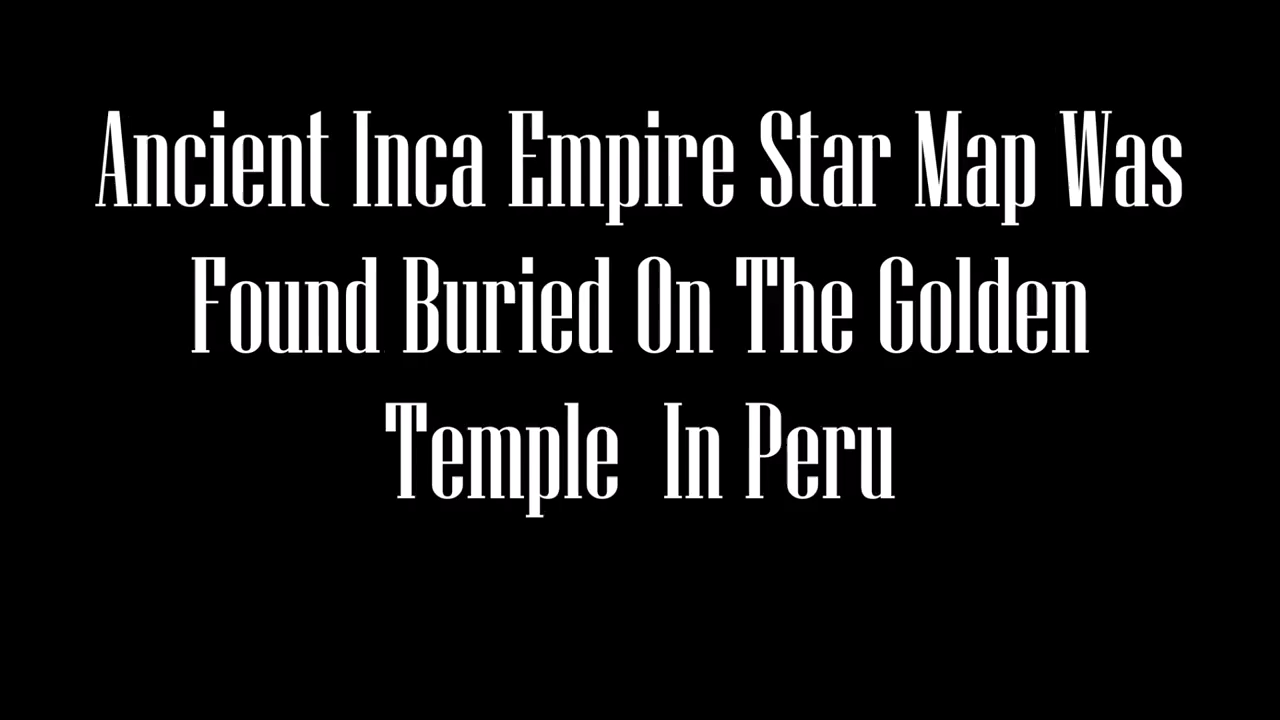 Ancient Inca Empire Star Map Was
Found Buried On The Golden
Temple In Peru